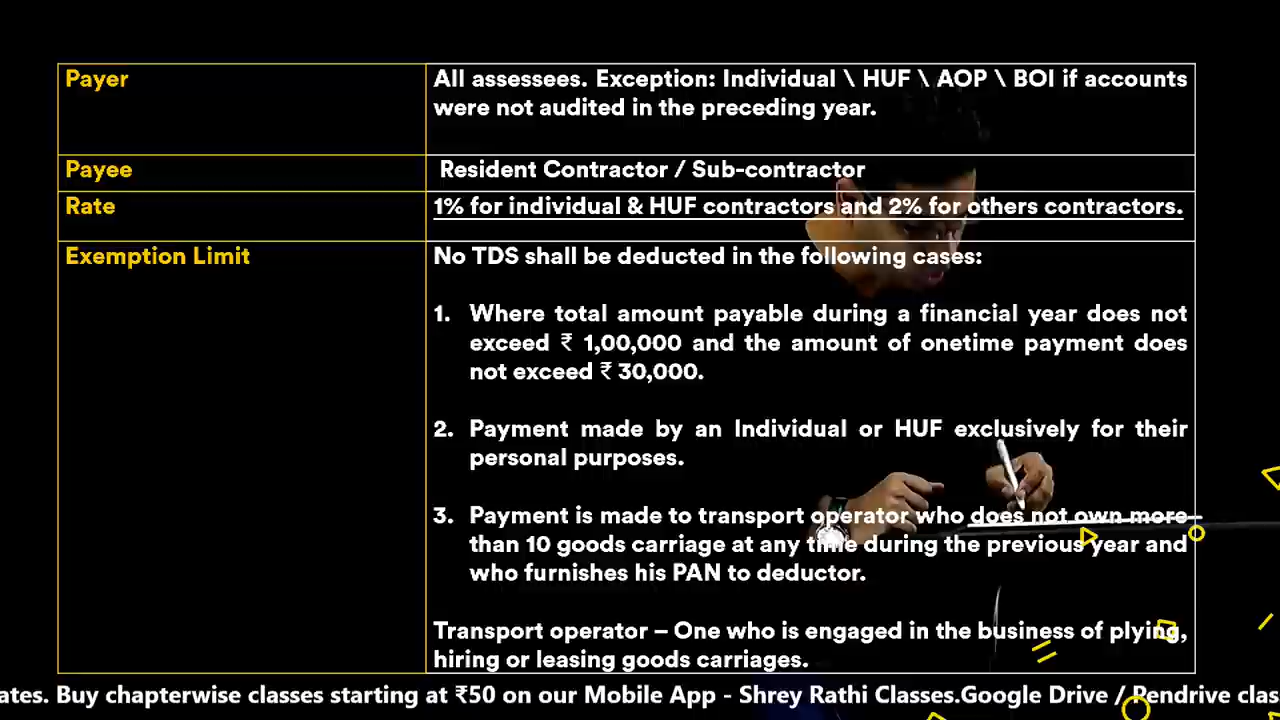 Payer
All assessees. Exception: Individual \ HUF \ AOP \ BOI if accounts
were not audited in the preceding year.
Payee
Resident Contractor / Sub-contractor
Rate
1% for individual & HUF contractors and 2% for others contractors.
Exemption Limit
No TDS shall be deducted in the following cases:
1. Where total amount payable during a financial year does not
exceed ₹ 1,00,000 and the amount of onetime payment does
not exceed ₹ 30,000.
2. Payment made by an Individual or HUF exclusively for their
personal purposes.
3. Payment is made to transport operator who does not own more
than 10 goods carriage at any time during the previous year and
who furnishes his PAN to deductor.
Transport operator – One who is engaged in the business of plying,
hiring or leasing goods carriages.
ates. Buy chapterwise classes starting at ₹50 on our Mobile App - Shrey Rathi Classes.Google Drive / Pendrive clas